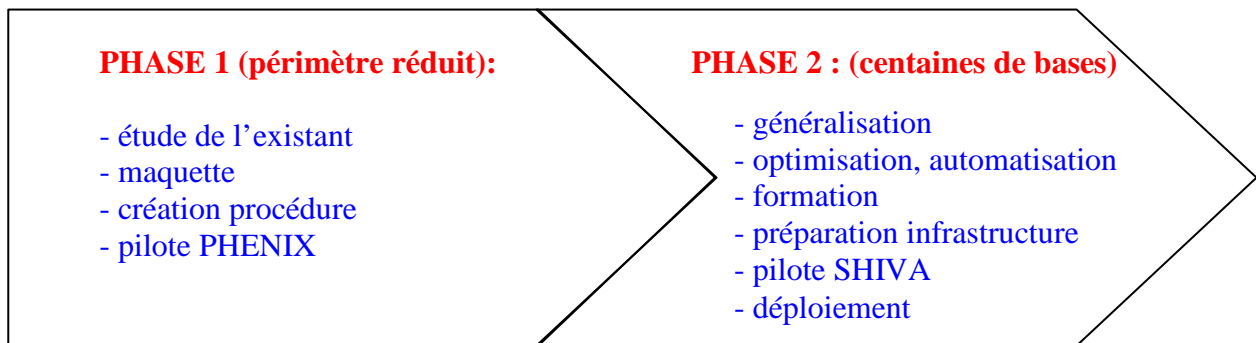 PHASE 1 (périmètre réduit):
- étude de l’existant
- maquette
- création procédure
- pilote PHENIX
PHASE 2 : (centaines de bases)
- généralisation
- optimisation, automatisation
- formation
- préparation infrastructure
- pilote SHIVA
- déploiement